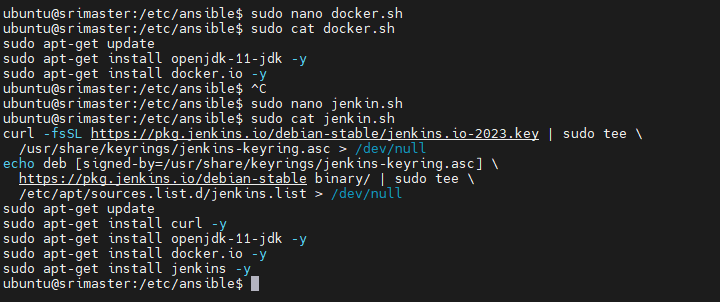 ubuntu@srimaster:/etc/ansible$ sudo nano docker.sh
ubuntu@srimaster:/etc/ansible$ sudo cat docker.sh
sudo apt-get update
sudo apt-get install openjdk-11-jdk -y
sudo apt-get install docker.io -y
ubuntu@srimaster:/etc/ansible$ ^C
ubuntu@srimaster:/etc/ansible$ sudo nano jenkin.sh
ubuntu@srimaster:/etc/ansible$ sudo cat jenkin.sh
curl -fsSL https://pkg.jenkins.io/debian-stable/jenkins.io-2023.key | sudo tee \
  /usr/share/keyrings/jenkins-keyring.asc > /dev/null
echo deb [signed-by=/usr/share/keyrings/jenkins-keyring.asc] \
  https://pkg.jenkins.io/debian-stable binary/ | sudo tee \
  /etc/apt/sources.list.d/jenkins.list > /dev/null
sudo apt-get update
sudo apt-get install curl -y
sudo apt-get install openjdk-11-jdk -y
sudo apt-get install docker.io -y
sudo apt-get install jenkins -y
ubuntu@srimaster:/etc/ansible$